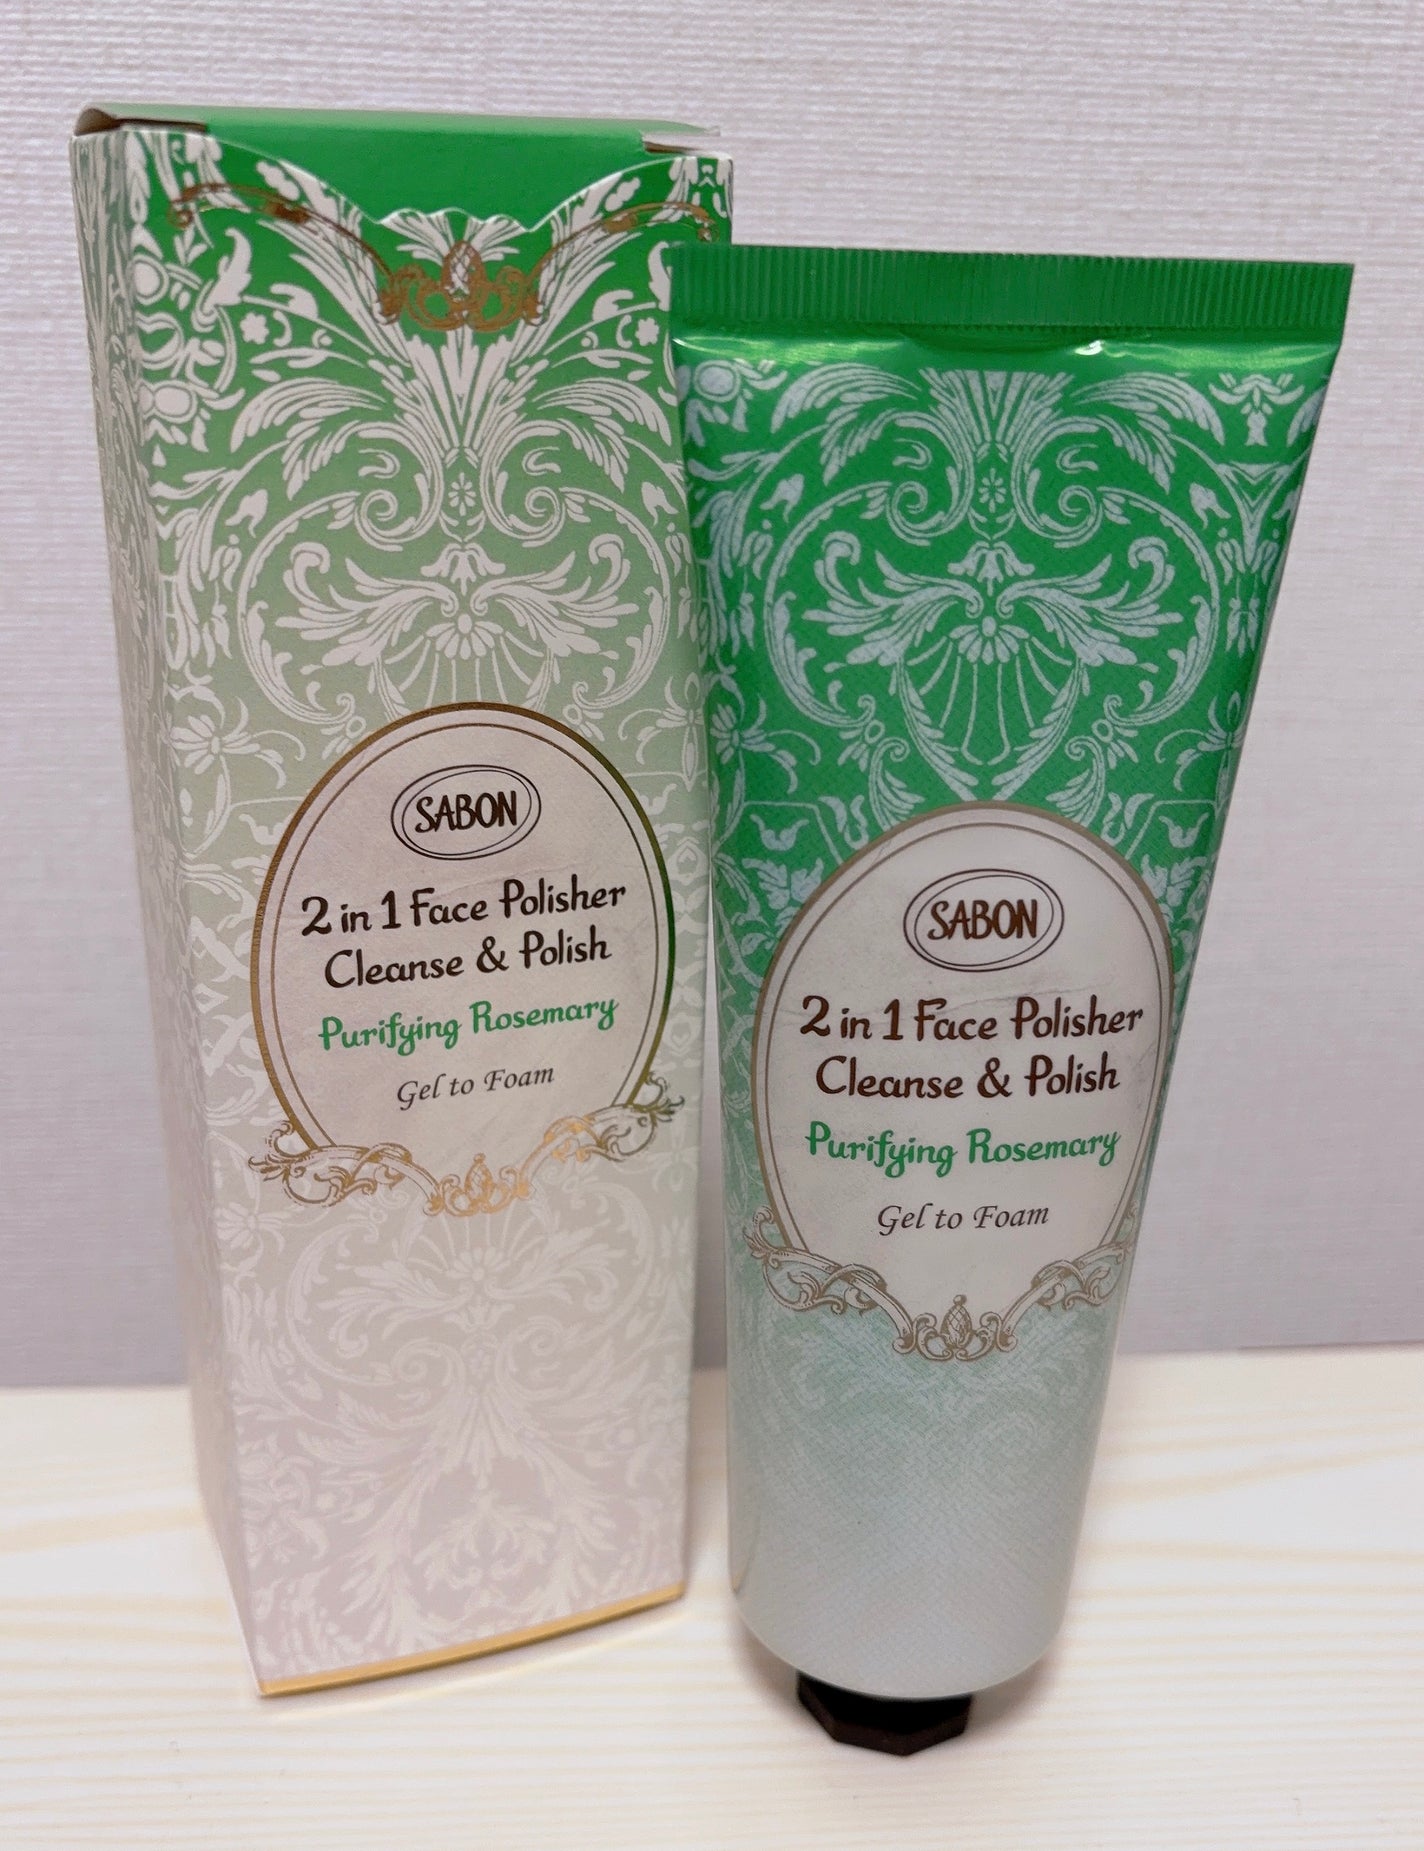 SABON
2 in 1 Face Polisher
Cleanse & Polish
Purifying Rosemary
Gel to Foam
SABON
2 in 1 Face Polisher
Cleanse & Polish
Purifying Rosemary
Gel to Foam